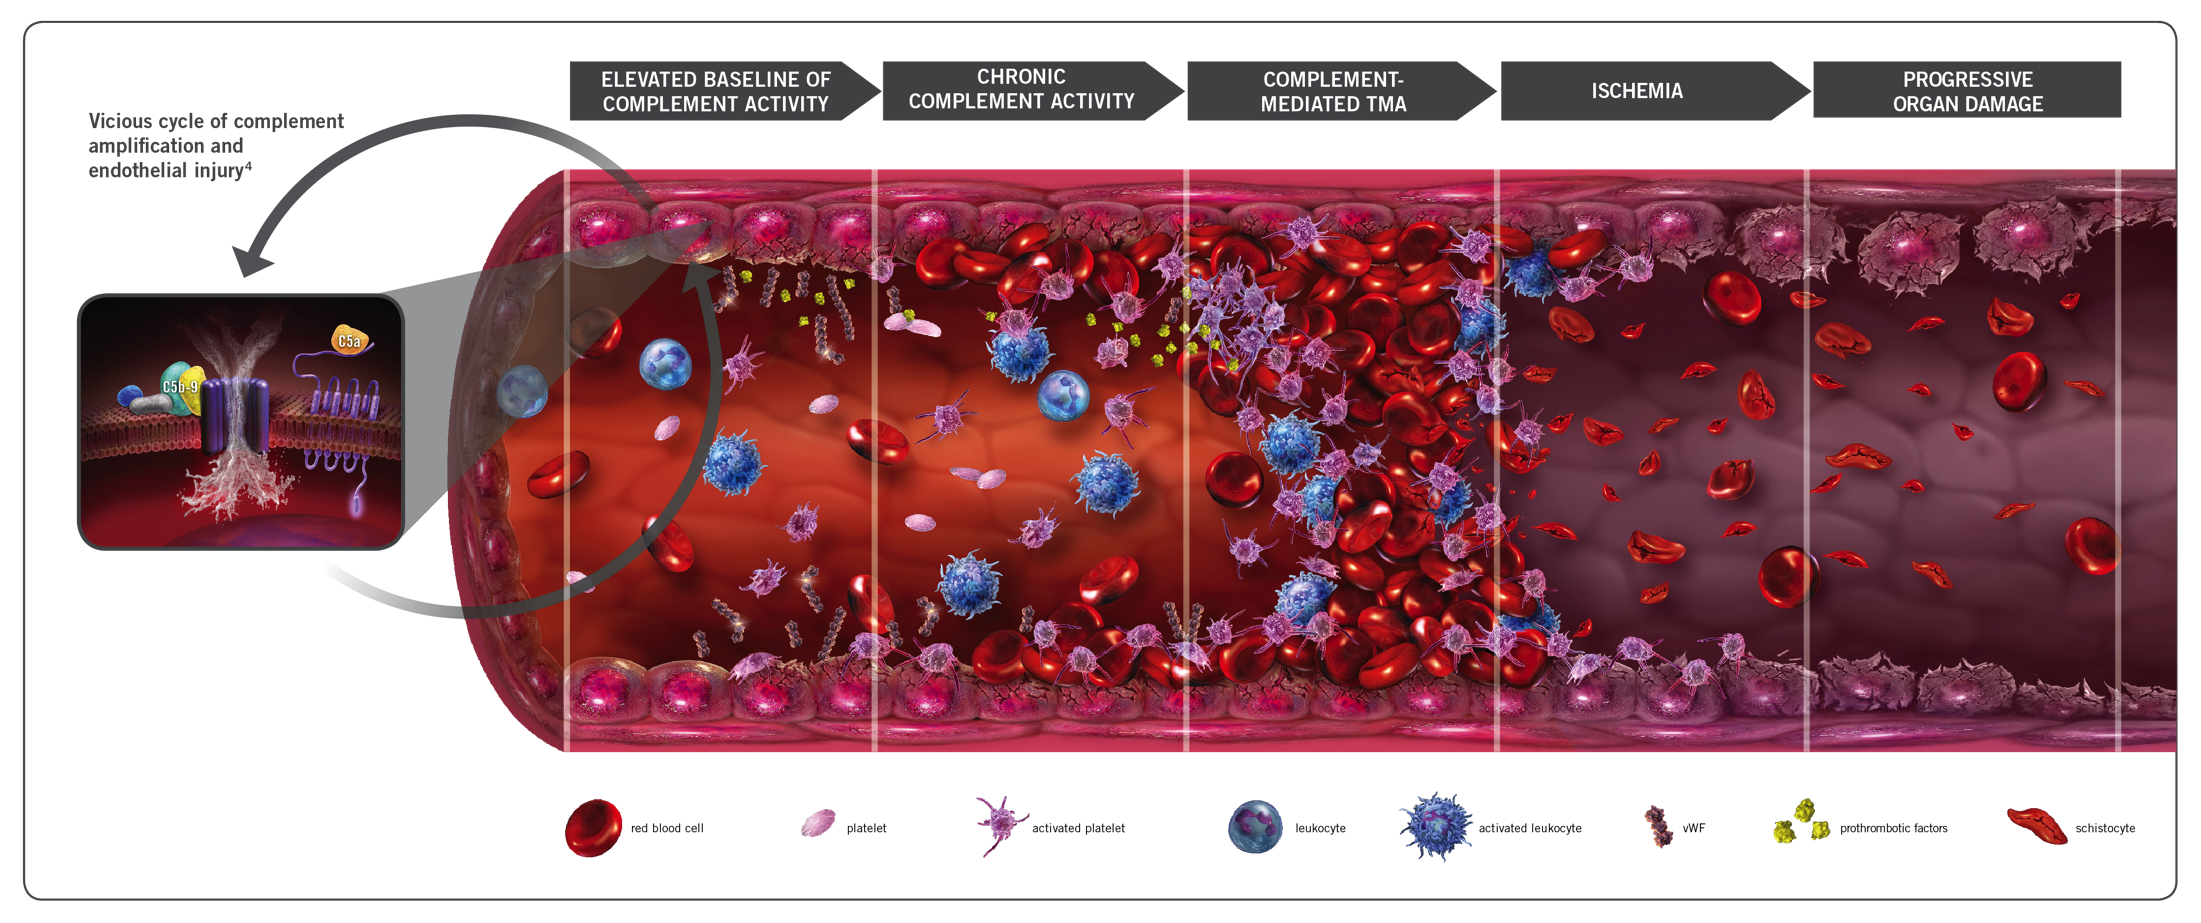 ELEVATED BASELINE OF
COMPLEMENT ACTIVITY
CHRONIC
COMPLEMENT ACTIVITY
COMPLEMENT-
MEDIATED TMA
ISCHEMIA
PROGRESSIVE
ORGAN DAMAGE
Vicious cycle of complement
amplification and
endothelial injury⁴
C5a
C5b-9
red blood cell
platelet
activated platelet
leukocyte
activated leukocyte
vWF
prothrombotic factors
schistocyte